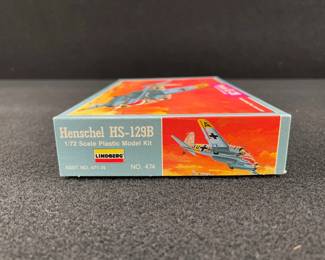 Henschel HS-129B
1/72 Scale Plastic Model Kit
LINDBERG
NO. 474